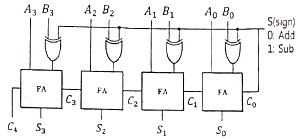 A₃ B₃ A₂ B₂ A₁ B₁ A₀ B₀ S(sign)
0: Add
1: Sub
FA FA FA FA
C₄ C₃ C₂ C₁ C₀
S₃ S₂ S₁ S₀